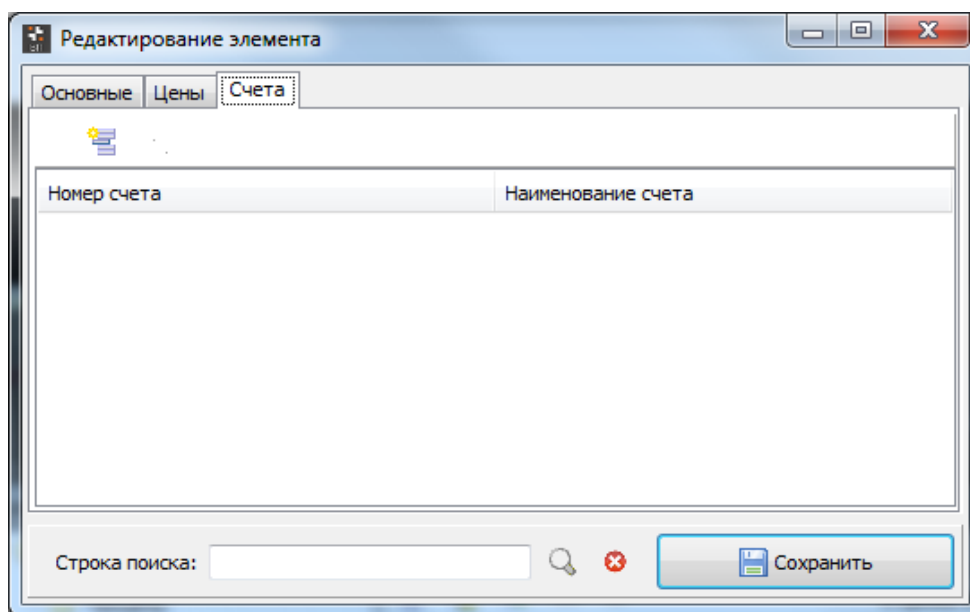 Редактирование элемента
Основные Цены Счета
Номер счета Наименование счета
Строка поиска: Сохранить